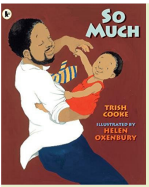 SO
MUCH
TRISH
COOKE
ILLUSTRATED BY
HELEN
OXENBURY